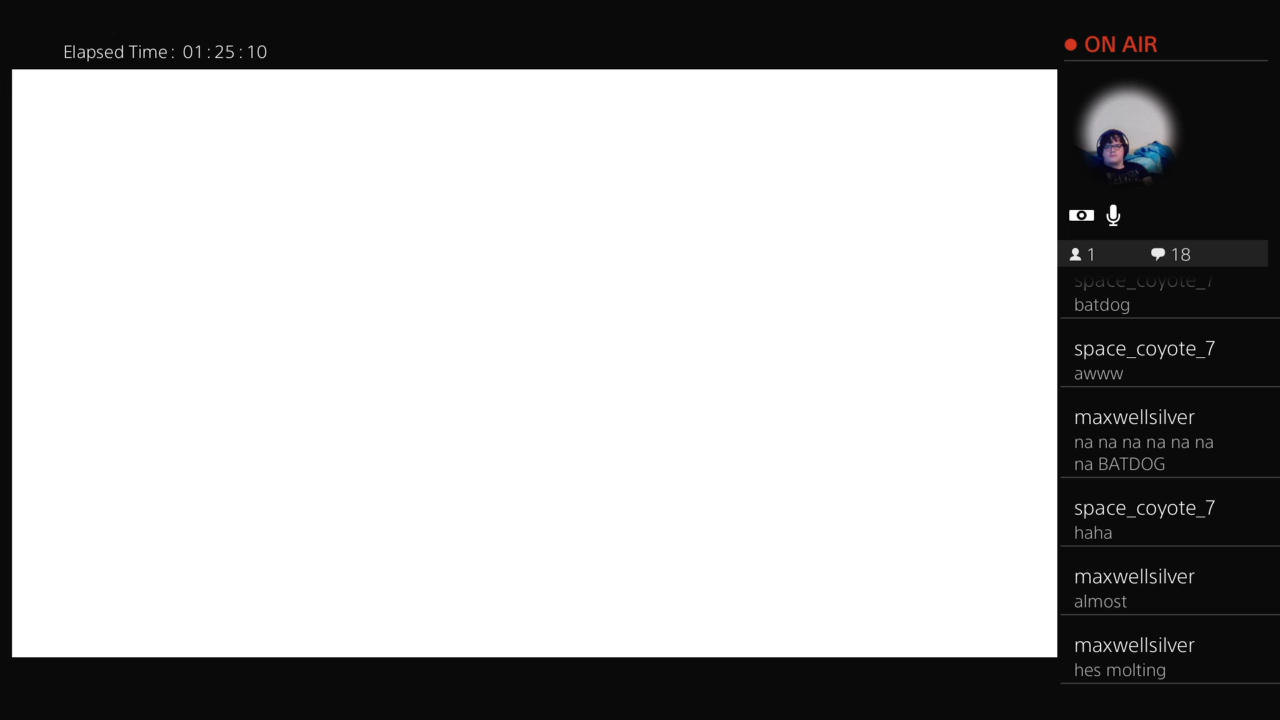 Elapsed Time: 01:25:10
ON AIR
1 18
space_coyote_7
batdog
space_coyote_7
awww
maxwellsilver
na na na na na na
na BATDOG
space_coyote_7
haha
maxwellsilver
almost
maxwellsilver
hes molting